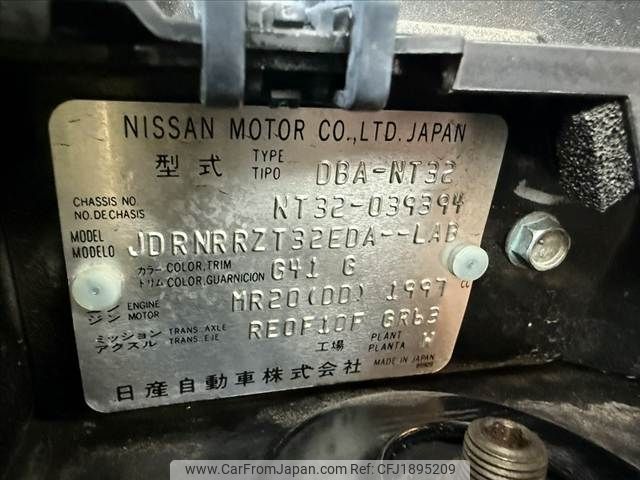 NISSAN MOTOR CO.,LTD.JAPAN
型式 TYPE TIPO DBA-NT32
CHASSIS NO. NO.DE CHASIS NT32-039394
MODEL MODELO JDRNRRZT32EDA--LAB
カラー COLOR,TRIM トリム COLOR,GUARNICION G41 G
ENGINE ジン MOTOR MR20(DD) 1997 cc
ミッション アクスル TRANS. AXLE TRANS. EJE RE0F10F GR63
工場 PLANT PLANTA
日産自動車株式会社 MADE IN JAPAN
www.CarFromJapan.com | Photo ID: CFJ1895209